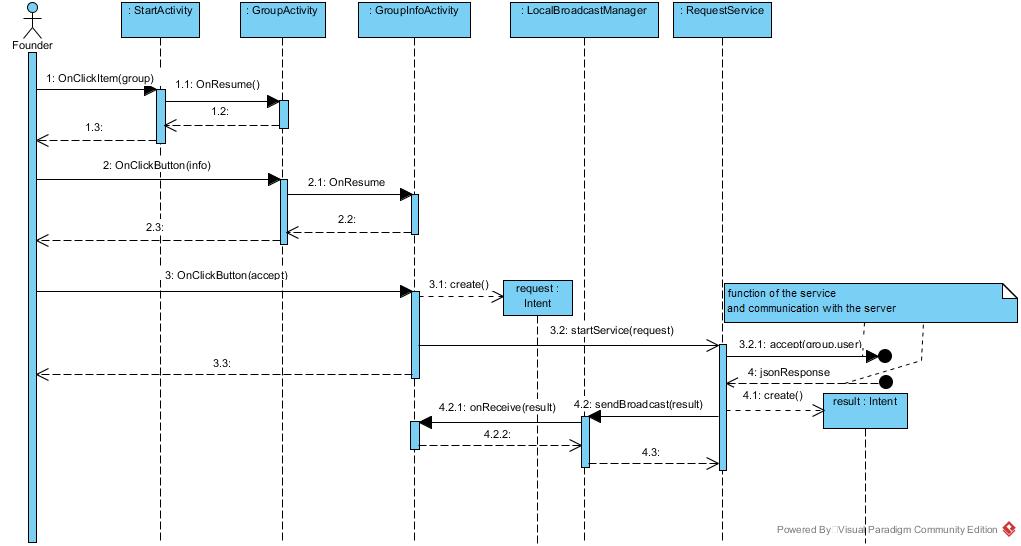 : StartActivity
: GroupActivity
: GroupInfoActivity
: LocalBroadcastManager
: RequestService
Founder
1: OnClickItem(group)
1.1: OnResume()
1.2:
1.3:
2: OnClickButton(info)
2.1: OnResume
2.2:
2.3:
3: OnClickButton(accept)
3.1: create()
request :
Intent
function of the service
and communication with the server
3.2: startService(request)
3.2.1: accept(group,user)
3.3:
4: jsonResponse
4.1: create()
result : Intent
4.2: sendBroadcast(result)
4.2.1: onReceive(result)
4.2.2:
4.3:
Powered By Visual Paradigm Community Edition